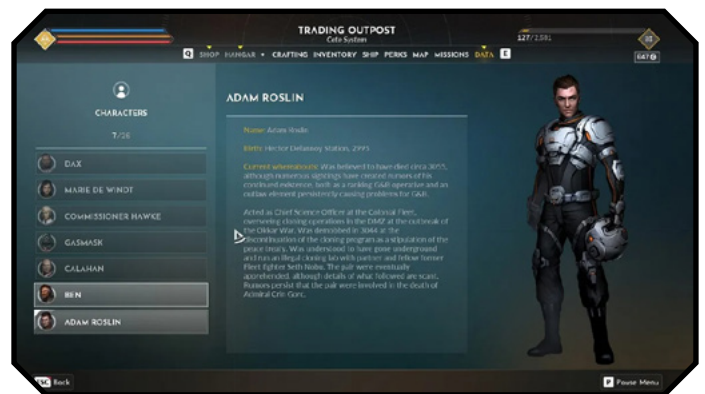 TRADING OUTPOST
Ceto System
127/2,581
Q SHOP HANGAR • CRAFTING INVENTORY SHIP PERKS MAP MISSIONS DATA E
CHARACTERS
7/26
DAX
MARIE DE WINDT
COMMISSIONER HAWKE
GASMASK
CALAHAN
BEN
ADAM ROSLIN
ADAM ROSLIN
Name: Adam Roslin
Birth: Hector Delassay Station, 2995
Current whereabouts: Was believed to have died circa 3055,
although numerous sightings have created rumors of his
continued existence, both as a ranking G&B operative and an
outlaw element persistently causing problems for G&B.
Acted as Chief Science Officer at the Colonial Fleet,
overseeing cloning operations in the DMZ at the outbreak of
the Okkar War. Was demobbed in 3044 at the
discontinuation of the cloning program as a stipulation of the
peace treaty. Was understood to have gone underground
and run an illegal cloning lab with partner and fellow former
Fleet fighter Seth Nobu. The pair were eventually
apprehended, although details of what followed are scant.
Rumors persist that the pair were involved in the death of
Admiral Cris Gorc.
Back
P Pause Menu